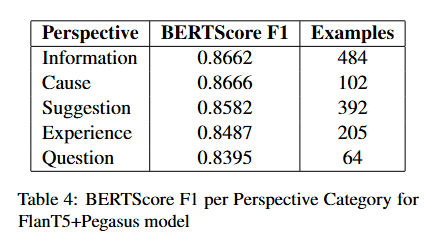 Perspective BERTScore F1 Examples
Information 0.8662 484
Cause 0.8666 102
Suggestion 0.8582 392
Experience 0.8487 205
Question 0.8395 64
Table 4: BERTScore F1 per Perspective Category for
FlanT5+Pegasus model